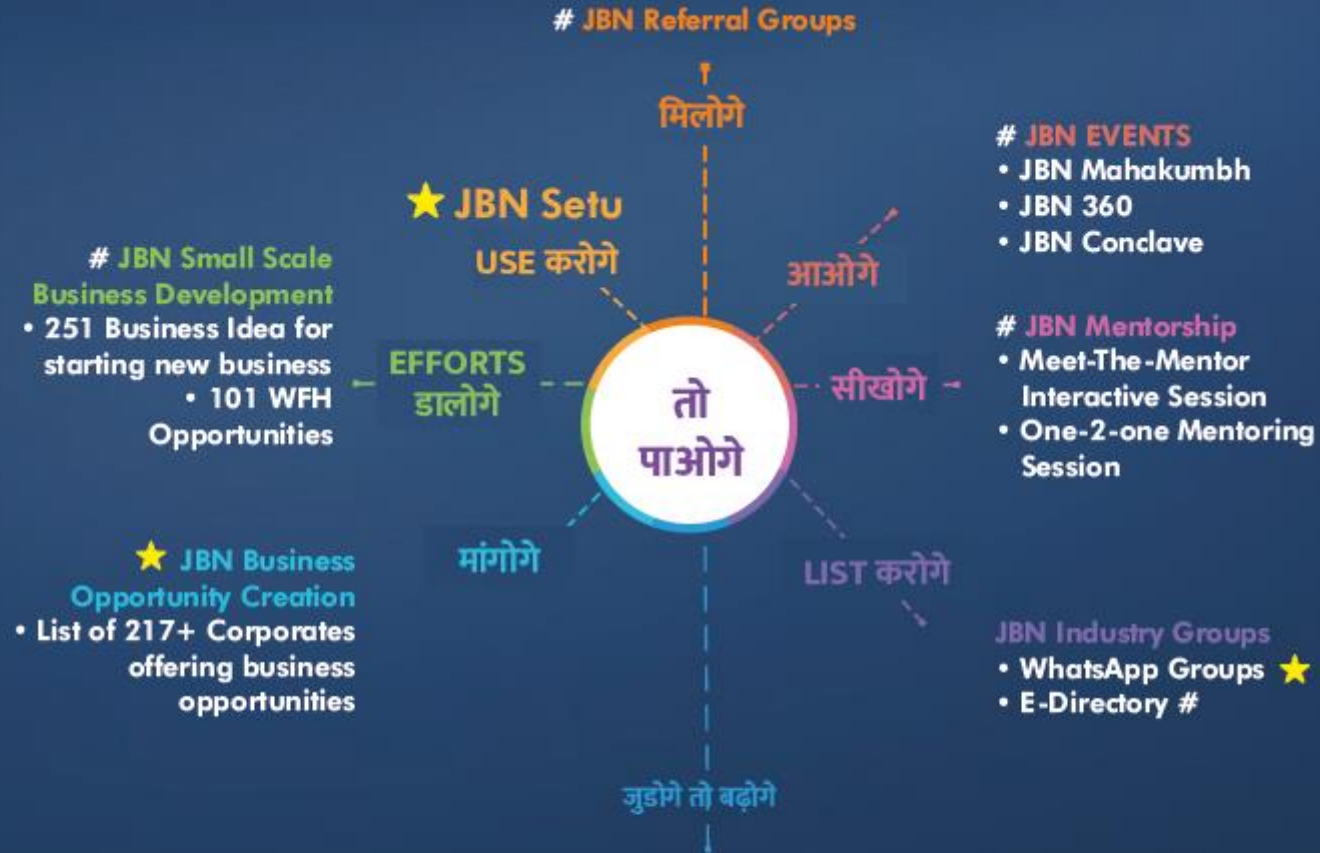 # JBN Referral Groups
मिलोगे
# JBN EVENTS
• JBN Mahakumbh
• JBN 360
• JBN Conclave
आओगे
★ JBN Setu
USE करोगे
# JBN Small Scale
Business Development
• 251 Business Idea for
starting new business
• 101 WFH
Opportunities
EFFORTS
डालोगे
तो
पाओगे
सीखोगे
# JBN Mentorship
• Meet-The-Mentor
Interactive Session
• One-2-one Mentoring
Session
★ JBN Business
Opportunity Creation
• List of 217+ Corporates
offering business
opportunities
मांगोगे
LIST करोगे
JBN Industry Groups
• WhatsApp Groups ★
• E-Directory #
जुडोगे तो बढ़ोगे